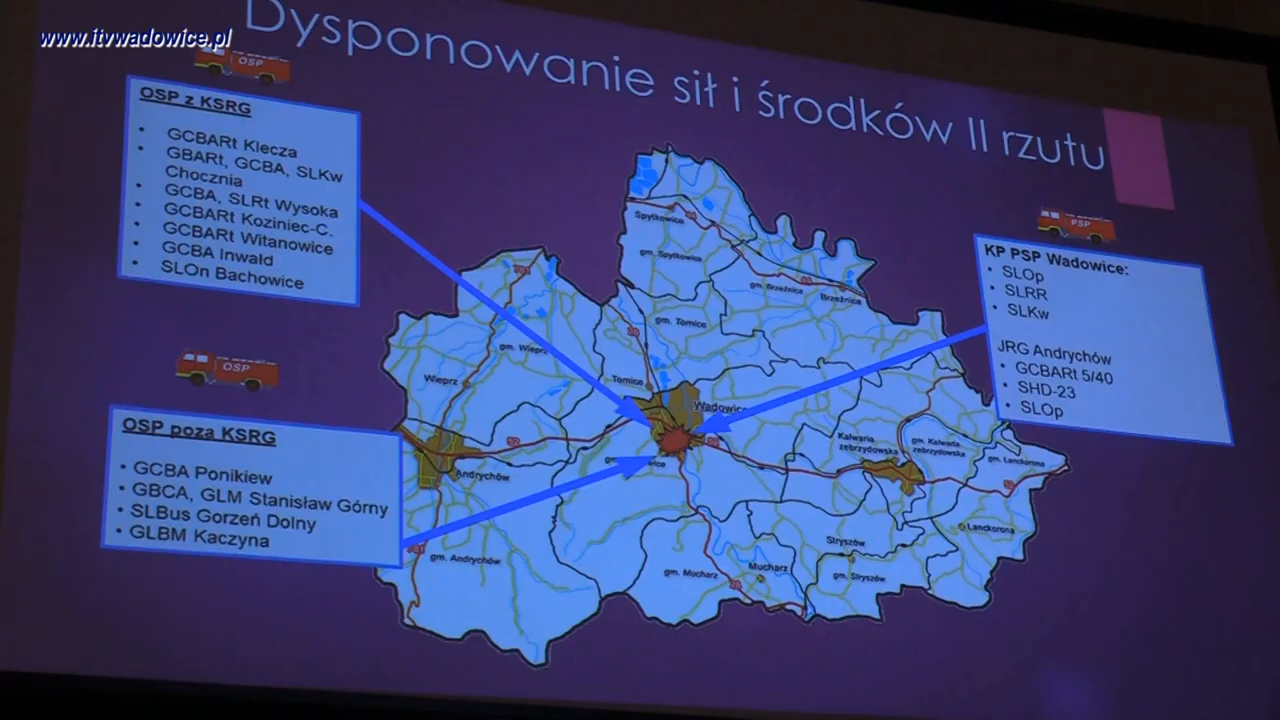 www.itvwadowice.pl
Dysponowanie sił i środków II rzutu
OSP
OSP z KSRG
• GCBARt Klecza
• GBARt, GCBA, SLKw
Chocznia
• GCBA, SLRt Wysoka
• GCBARt Koziniec-C.
• GCBARt Witanowice
• GCBA Inwałd
• SLOn Bachowice
OSP
OSP poza KSRG
• GCBA Ponikiew
• GBCA, GLM Stanisław Górny
• SLBus Gorzeń Dolny
• GLBM Kaczyna
PSP
KP PSP Wadowice:
• SLOp
• SLRR
• SLKw
JRG Andrychów
• GCBARt 5/40
• SHD-23
• SLOp
Spytkowice
gm. Spytkowice
gm. Brzeźnica
Brzeźnica
gm. Tomice
gm. Wieprz
Wieprz
Tomice
Wadowice
Andrychów
gm. Andrychów
Kalwaria
zebrzydowska
gm. Kalwaria
zebrzydowska
gm. Lanckorona
Lanckorona
Stryszów
gm. Stryszów
Mucharz
gm. Mucharz